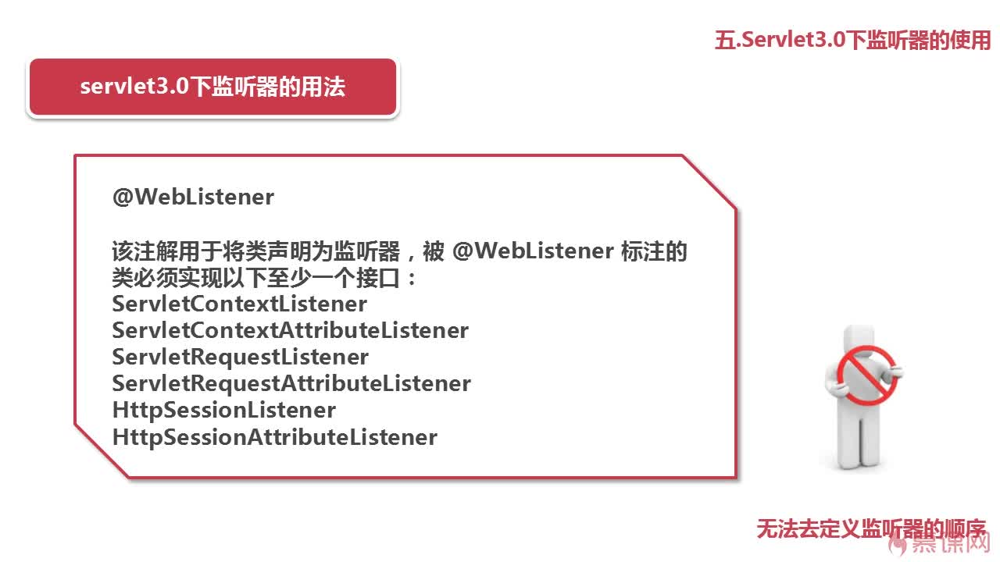 五.Servlet3.0下监听器的使用
servlet3.0下监听器的用法
@WebListener
该注解用于将类声明为监听器，被 @WebListener 标注的
类必须实现以下至少一个接口：
ServletContextListener
ServletContextAttributeListener
ServletRequestListener
ServletRequestAttributeListener
HttpSessionListener
HttpSessionAttributeListener
无法去定义监听器的顺序
慕课网